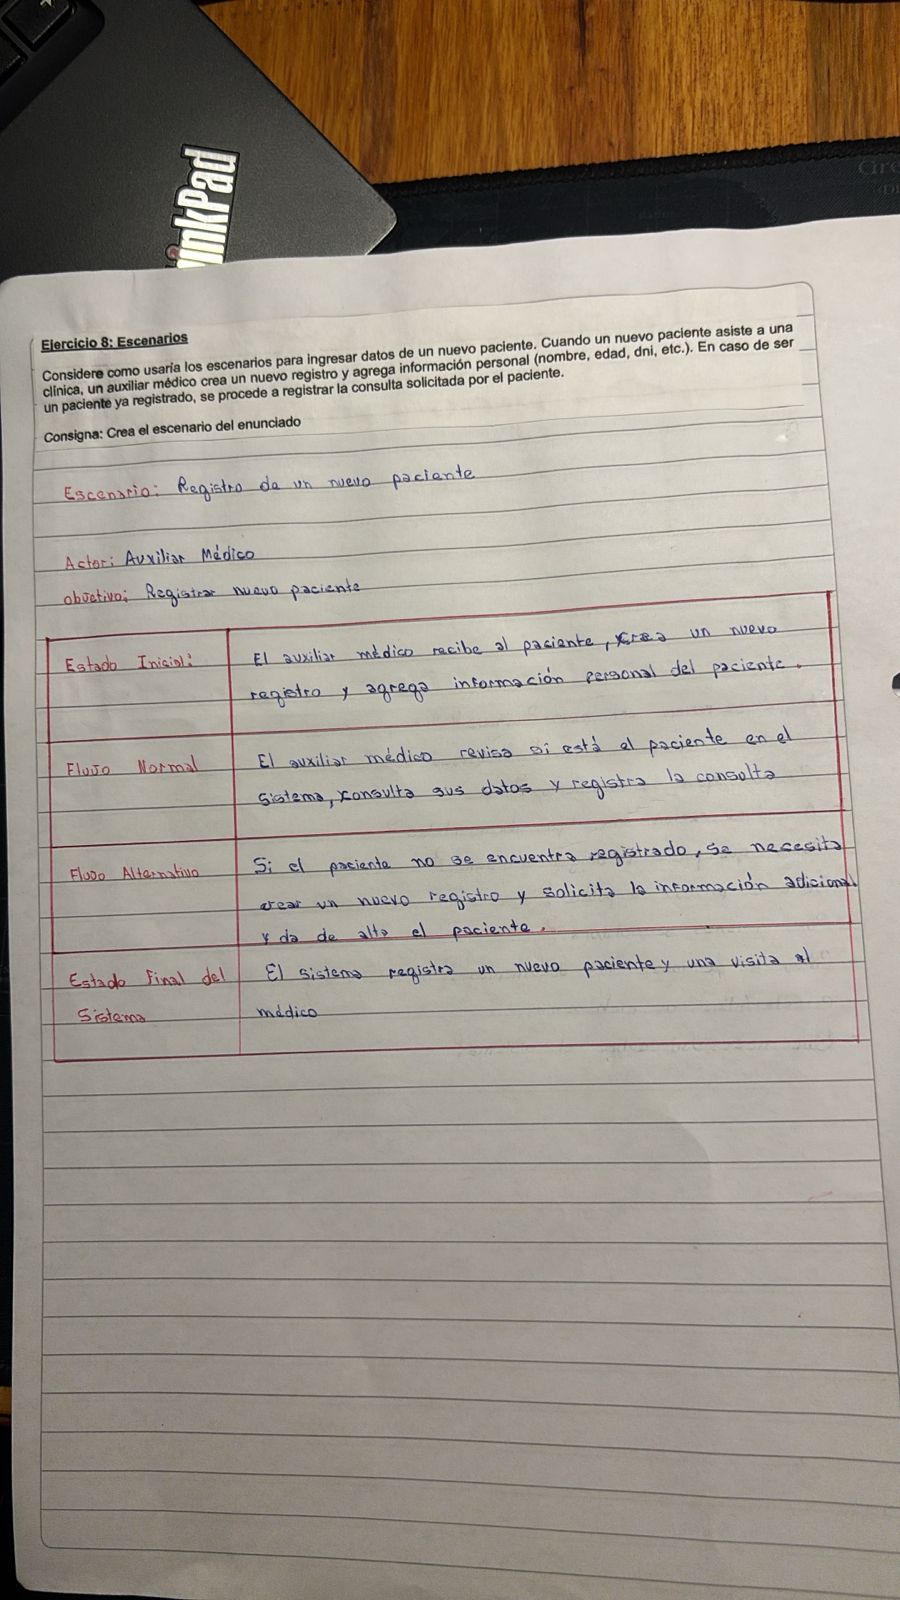 inkPad
Gre
Ejercicio 8: Escenarios
Considere como usaría los escenarios para ingresar datos de un nuevo paciente. Cuando un nuevo paciente asiste a una
clínica, un auxiliar médico crea un nuevo registro y agrega información personal (nombre, edad, dni, etc.). En caso de ser
un paciente ya registrado, se procede a registrar la consulta solicitada por el paciente.
Consigna: Crea el escenario del enunciado
Escenario: Registro de un nuevo paciente
Actor: Auxiliar Médico
objetivo: Registrar nuevo paciente
Estado Inicial:
El auxiliar médico recibe al paciente, crea un nuevo
registro y agrega información personal del paciente.
Flujo Normal
El auxiliar médico revisa si está el paciente en el
sistema, consulta sus datos y registra la consulta
Flujo Alternativo
Si el paciente no se encuentra registrado, se necesita
crear un nuevo registro y solicita la información adicional
y da de alta el paciente.
Estado Final del
Sistema
El sistema registra un nuevo paciente y una visita al
médico